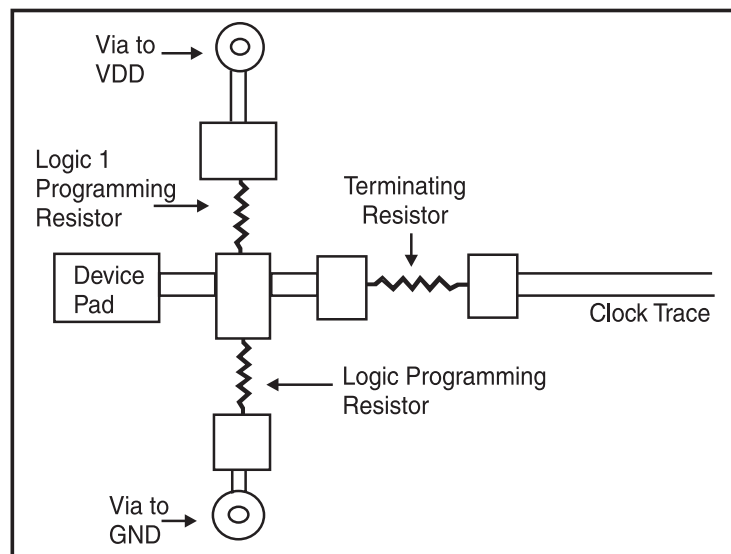 Via to
VDD
Logic 1
Programming
Resistor
Terminating
Resistor
Device
Pad
Clock Trace
Logic Programming
Resistor
Via to
GND